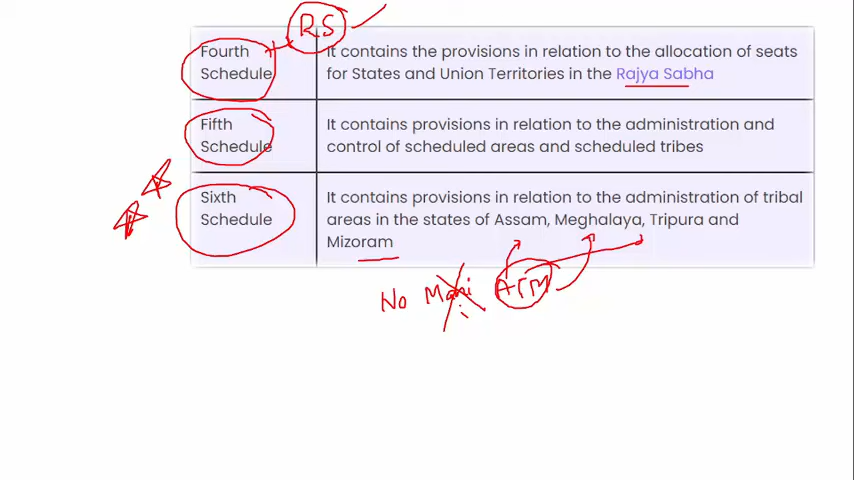 RS
Fourth
Schedule
It contains the provisions in relation to the allocation of seats
for States and Union Territories in the Rajya Sabha
Fifth
Schedule
It contains provisions in relation to the administration and
control of scheduled areas and scheduled tribes
Sixth
Schedule
It contains provisions in relation to the administration of tribal
areas in the states of Assam, Meghalaya, Tripura and
Mizoram
No Mani ATM